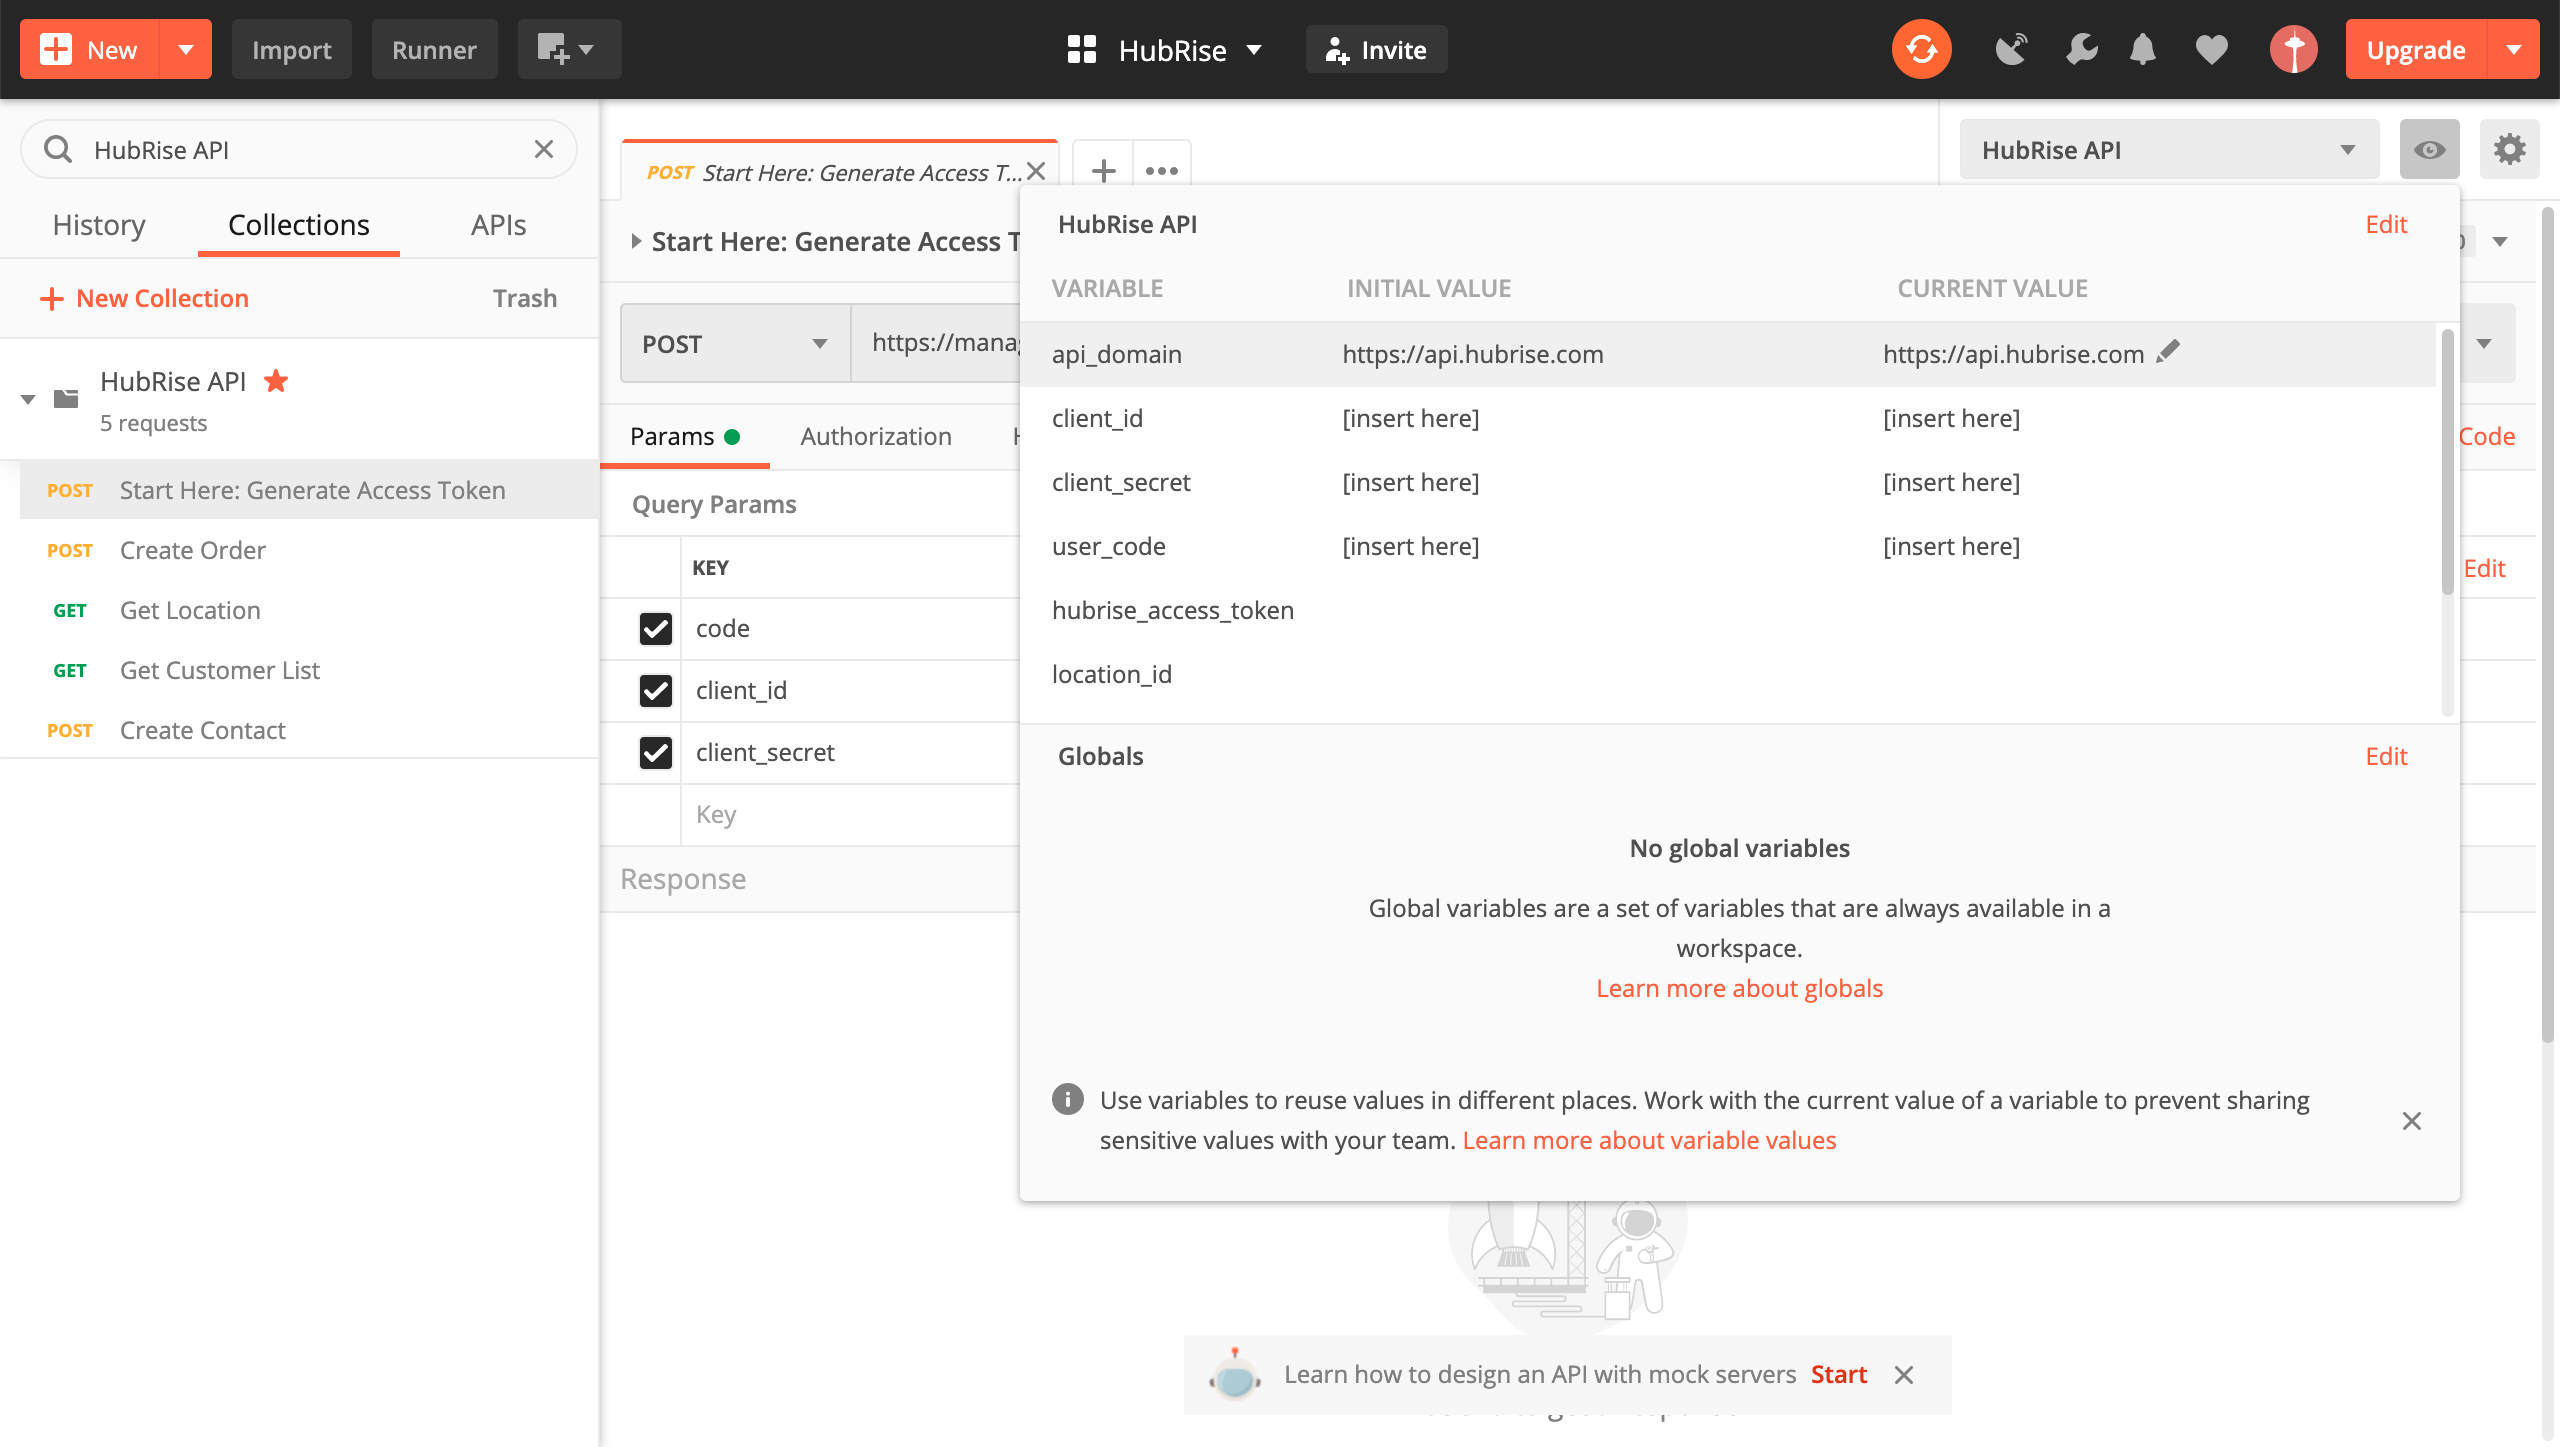 New
Import
Runner
HubRise
Invite
Upgrade
HubRise API
History
Collections
APIs
New Collection
Trash
HubRise API
5 requests
POST Start Here: Generate Access Token
POST Create Order
GET Get Location
GET Get Customer List
POST Create Contact
POST Start Here: Generate Access T...
HubRise API
Start Here: Generate Access T
POST
https://mana
Params
Authorization
Code
Query Params
KEY
Edit
code
client_id
client_secret
Key
Response
HubRise API
Edit
VARIABLE INITIAL VALUE CURRENT VALUE
api_domain https://api.hubrise.com https://api.hubrise.com
client_id [insert here] [insert here]
client_secret [insert here] [insert here]
user_code [insert here] [insert here]
hubrise_access_token
location_id
Globals
Edit
No global variables
Global variables are a set of variables that are always available in a
workspace.
Learn more about globals
Use variables to reuse values in different places. Work with the current value of a variable to prevent sharing
sensitive values with your team. Learn more about variable values
Learn how to design an API with mock servers Start